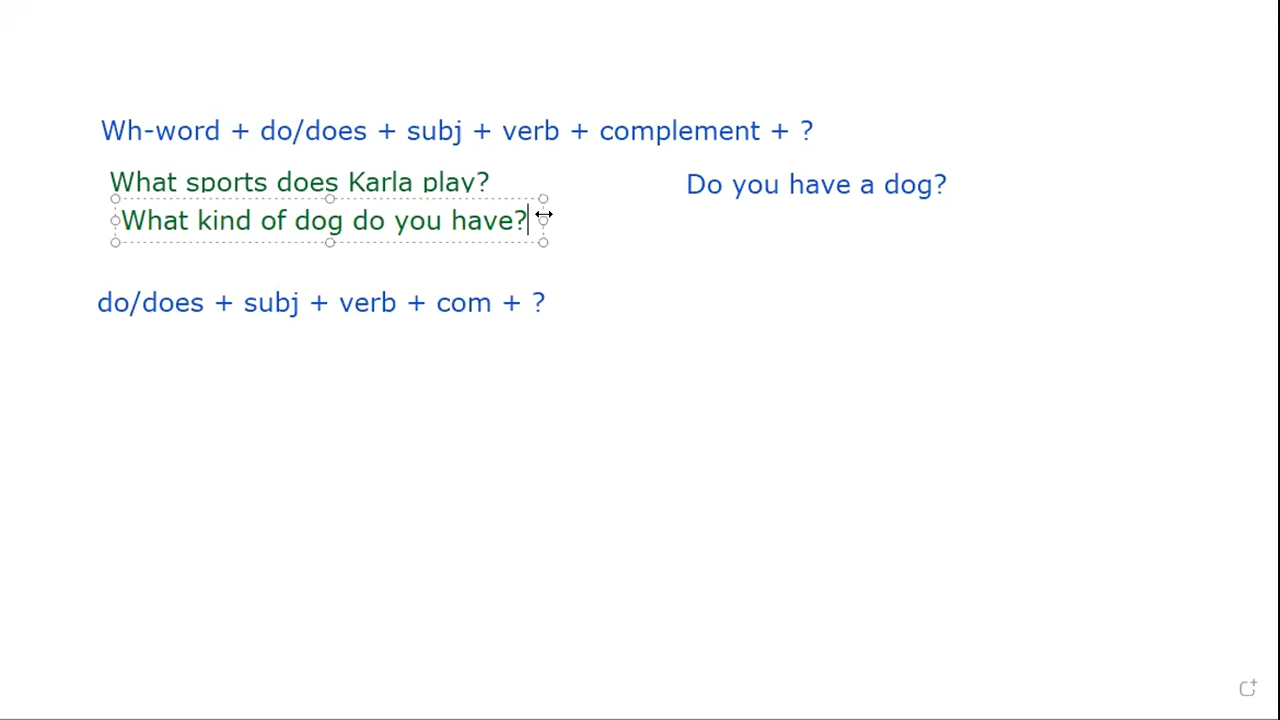 Wh-word + do/does + subj + verb + complement + ?
What sports does Karla play?
Do you have a dog?
What kind of dog do you have?
do/does + subj + verb + com + ?